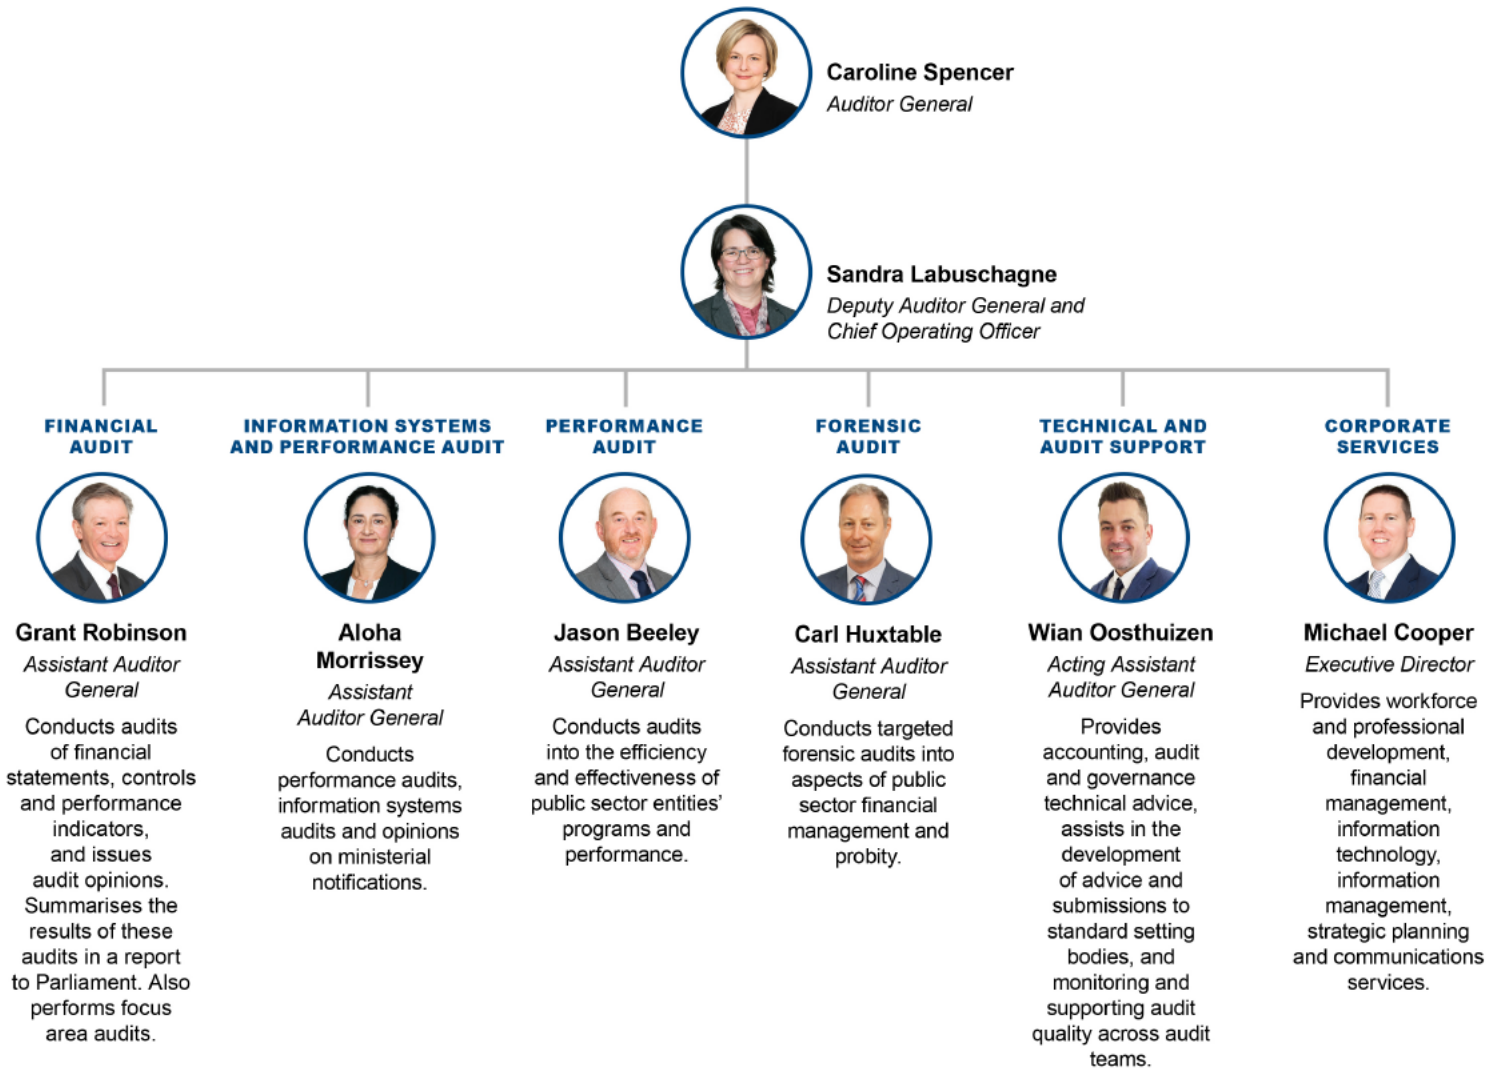 Caroline Spencer
Auditor General
Sandra Labuschagne
Deputy Auditor General and
Chief Operating Officer
FINANCIAL
AUDIT
Grant Robinson
Assistant Auditor
General
Conducts audits
of financial
statements, controls
and performance
indicators,
and issues
audit opinions.
Summarises the
results of these
audits in a report
to Parliament. Also
performs focus
area audits.
INFORMATION SYSTEMS
AND PERFORMANCE AUDIT
Aloha
Morrissey
Assistant
Auditor General
Conducts
performance audits,
information systems
audits and opinions
on ministerial
notifications.
PERFORMANCE
AUDIT
Jason Beeley
Assistant Auditor
General
Conducts audits
into the efficiency
and effectiveness of
public sector entities’
programs and
performance.
FORENSIC
AUDIT
Carl Huxtable
Assistant Auditor
General
Conducts targeted
forensic audits into
aspects of public
sector financial
management and
probity.
TECHNICAL AND
AUDIT SUPPORT
Wian Oosthuizen
Acting Assistant
Auditor General
Provides
accounting, audit
and governance
technical advice,
assists in the
development
of advice and
submissions to
standard setting
bodies, and
monitoring and
supporting audit
quality across audit
teams.
CORPORATE
SERVICES
Michael Cooper
Executive Director
Provides workforce
and professional
development,
financial
management,
information
technology,
information
management,
strategic planning
and communications
services.